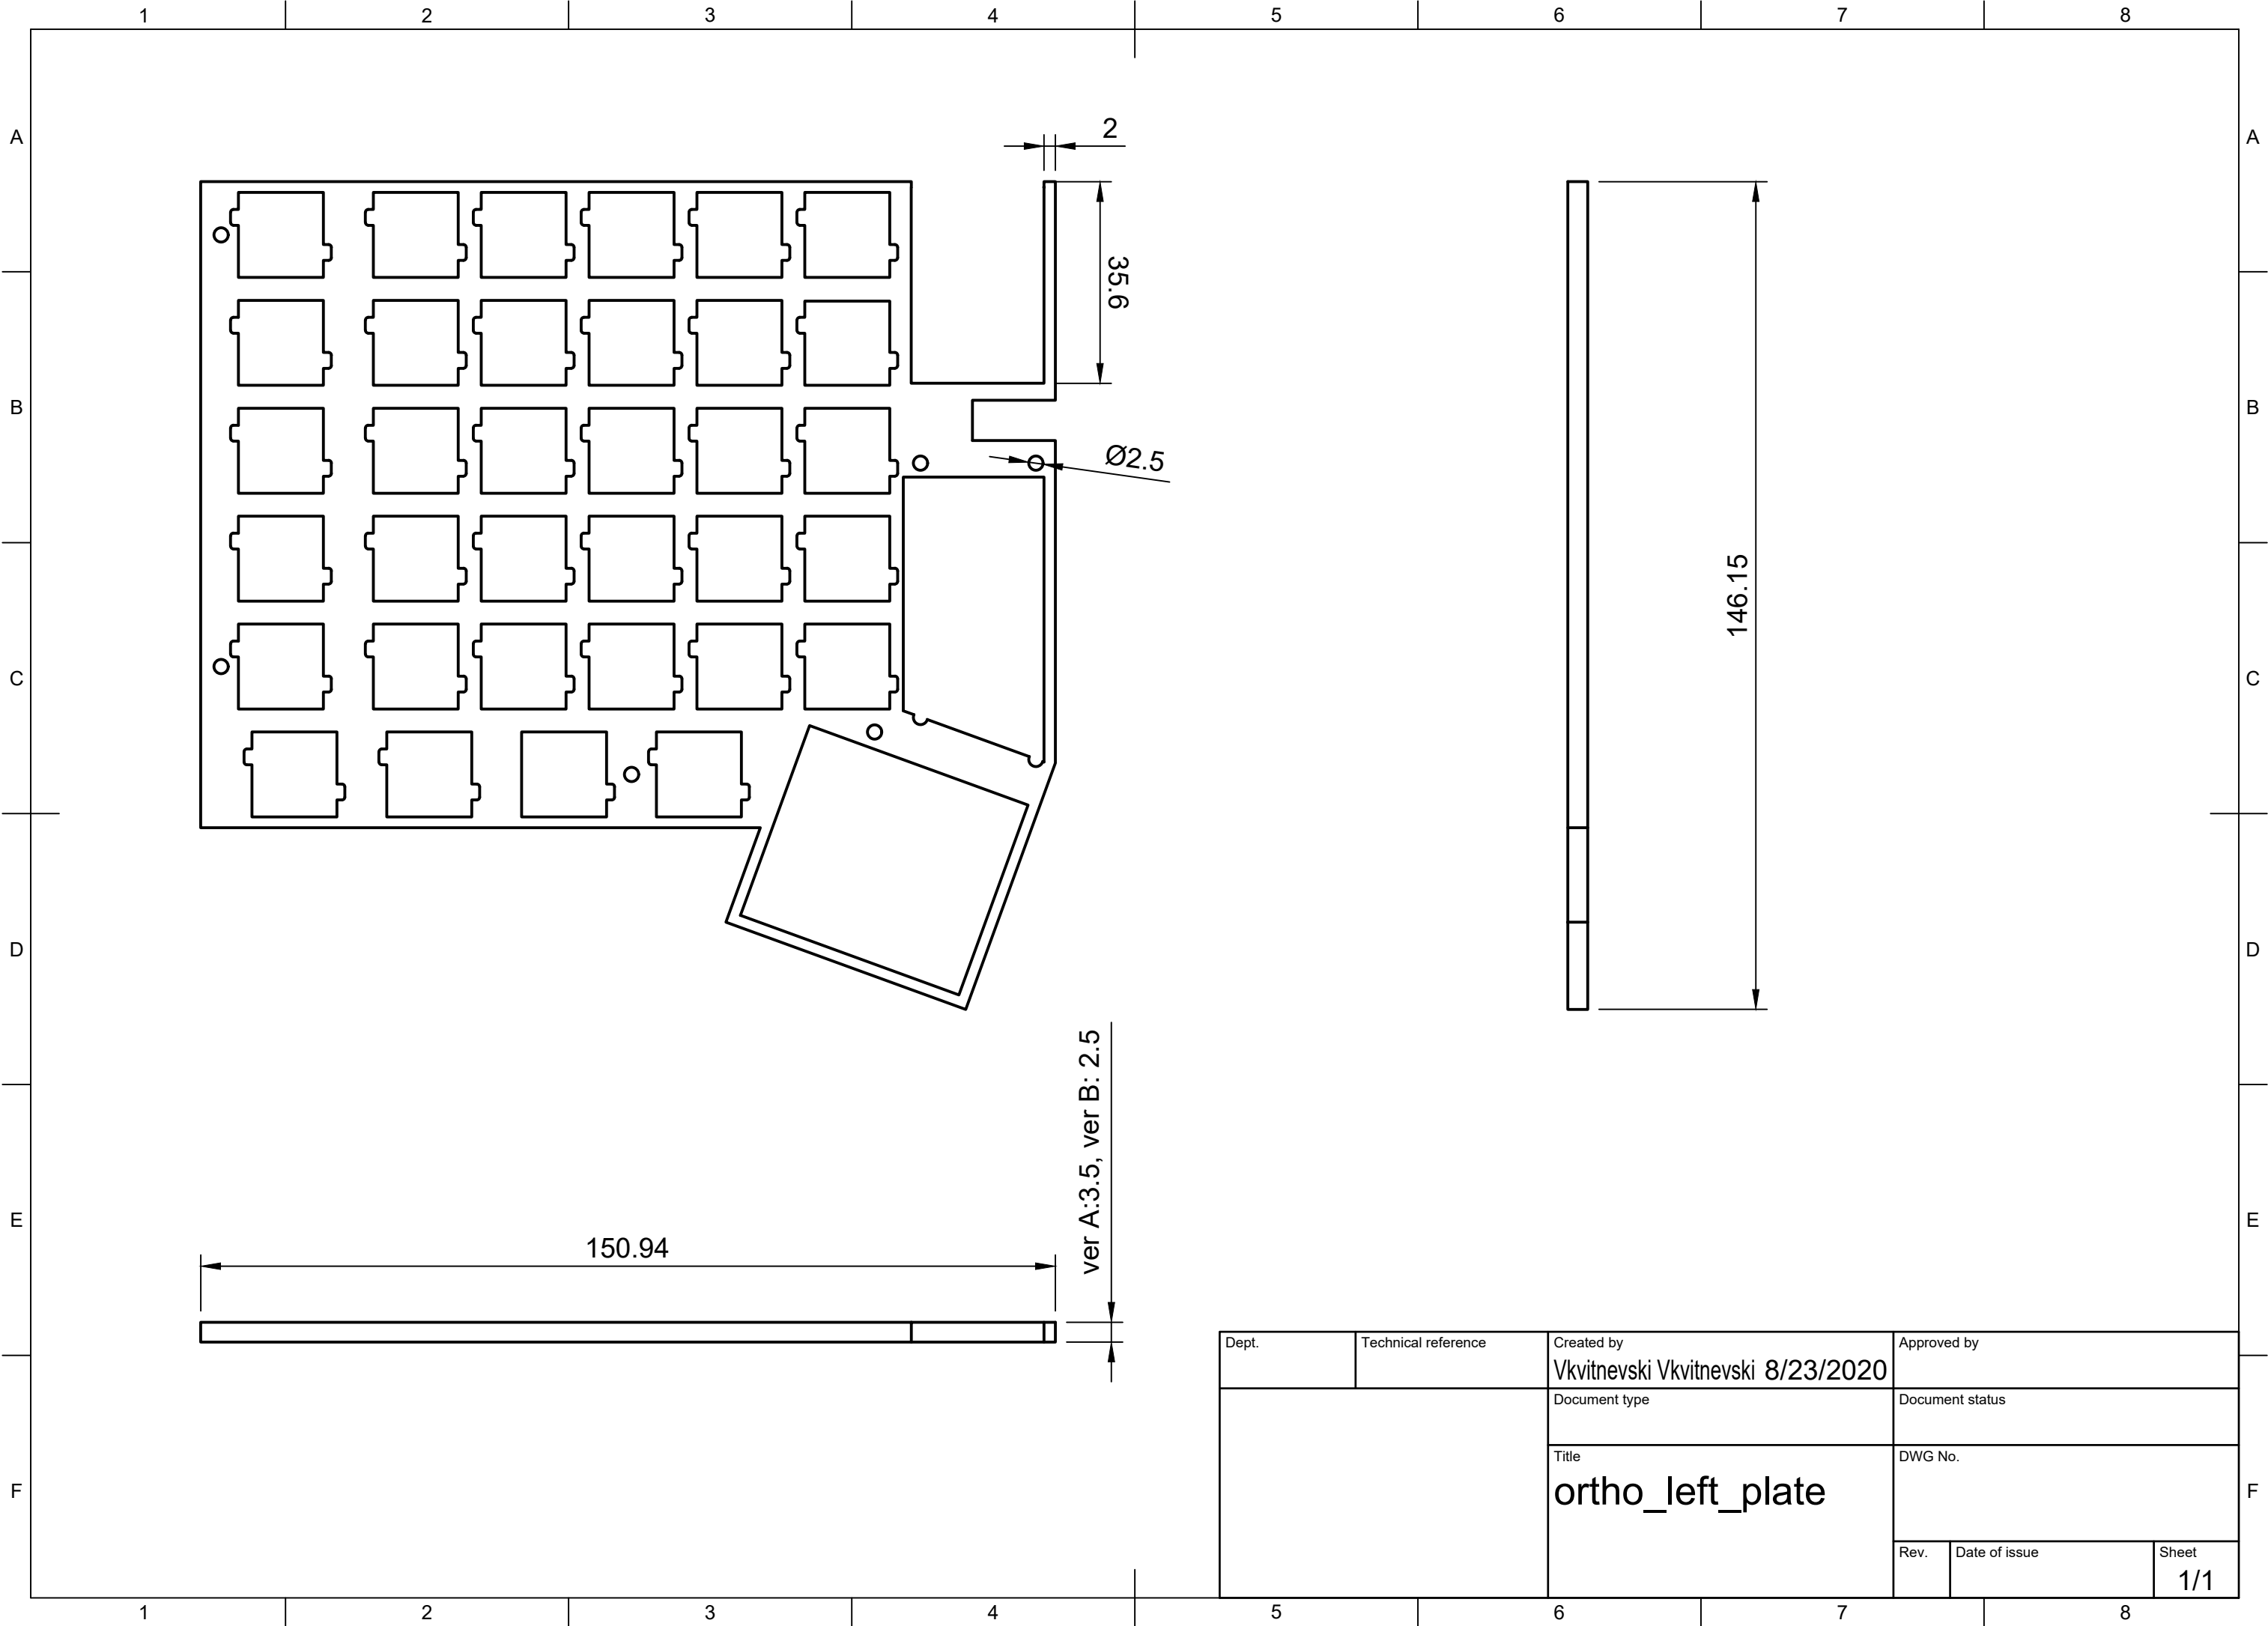 1 2 3 4 5 6 7 8
A A
2
35.6
B B
Ø2.5
146.15
C C
D D
ver A:3.5, ver B: 2.5
E E
150.94
Dept. Technical reference Created by Approved by
Vkvitnevski Vkvitnevski 8/23/2020
Document type Document status
Title DWG No.
ortho_left_plate
F F
Rev. Date of issue Sheet
1/1
1 2 3 4 5 6 7 8